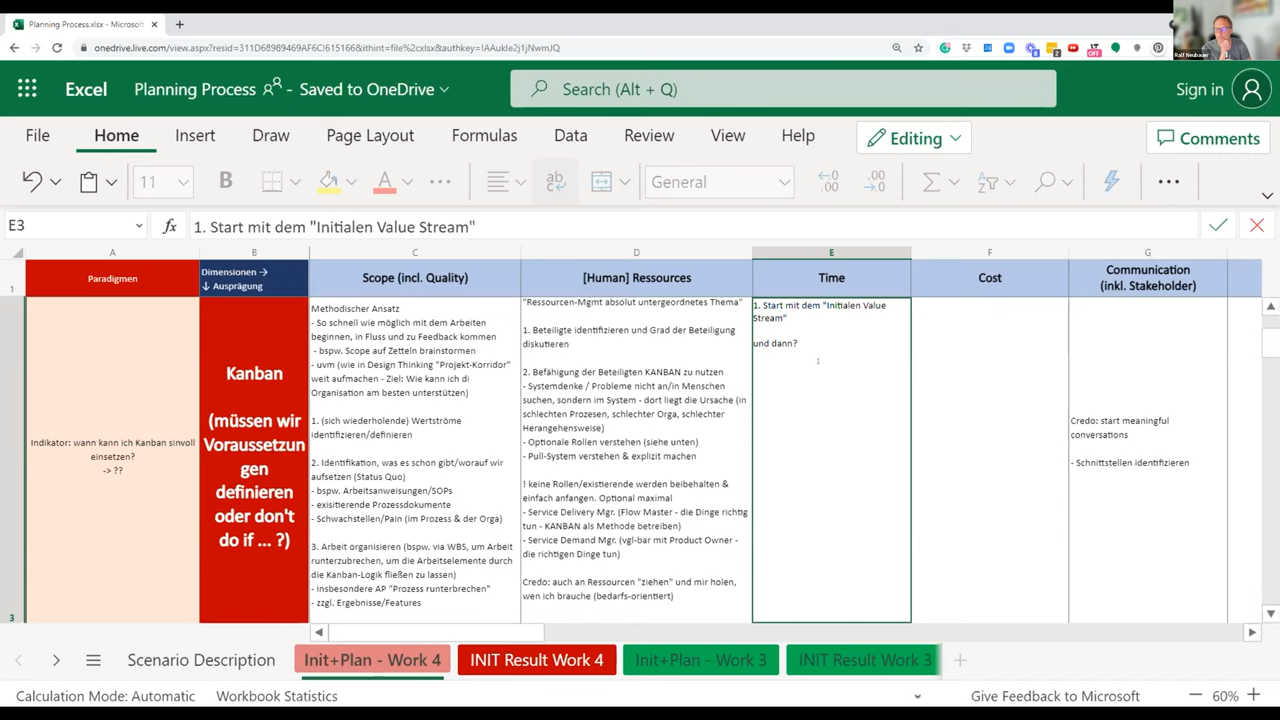 Planning Process.xlsx - Microsof
onedrive.live.com/view.aspx?resid=311D68989469AF6C!615166&ithint=file%2cxlsx&authkey=!AAukIe2j1jNwmJQ
Ralf Neubauer
Excel
Planning Process - Saved to OneDrive
Search (Alt + Q)
Sign in
File Home Insert Draw Page Layout Formulas Data Review View Help
Editing
Comments
11 B A General
E3
fx 1. Start mit dem "Initialen Value Stream"
A B C D E F G
1
Paradigmen
Dimensionen →
↓ Ausprägung
Scope (incl. Quality)
[Human] Ressources
Time
Cost
Communication
(inkl. Stakeholder)
3
Indikator: wann kann ich Kanban sinvoll
einsetzen?
-> ??
Kanban
(müssen wir
Voraussetzun
gen
definieren
oder don't
do if ... ?)
Methodischer Ansatz
- So schnell wie möglich mit dem Arbeiten
beginnen, in Fluss und zu Feedback kommen
- bspw. Scope auf Zetteln brainstormen
- uvm (wie in Design Thinking "Projekt-Korridor"
weit aufmachen - Ziel: Wie kann ich di
Organisation am besten unterstützen)
1. (sich wiederholende) Wertströme
identifizieren/definieren
2. Identifikation, was es schon gibt/worauf wir
aufsetzen (Status Quo)
- bspw. Arbeitsanweisungen/SOPs
- exisitierende Prozessdokumente
- Schwachstellen/Pain (im Prozess & der Orga)
3. Arbeit organisieren (bspw. via WBS, um Arbeit
runterzubrechen, um die Arbeitselemente durch
die Kanban-Logik fließen zu lassen)
- insbesondere AP "Prozess runterbrechen"
- zzgl. Ergebnisse/Features
"Ressourcen-Mgmt absolut untergeordnetes Thema"
1. Beteiligte identifizieren und Grad der Beteiligung
diskutieren
2. Befähigung der Beteiligten KANBAN zu nutzen
- Systemdenke / Probleme nicht an/in Menschen
suchen, sondern im System - dort liegt die Ursache (in
schlechten Prozesen, schlechter Orga, schlechter
Herangehensweise)
- Optionale Rollen verstehen (siehe unten)
- Pull-System verstehen & explizit machen
! keine Rollen/existierende werden beibehalten &
einfach anfangen. Optional maximal
- Service Delivery Mgr. (Flow Master - die Dinge richtig
tun - KANBAN als Methode betreiben)
- Service Demand Mgr. (vgl-bar mit Product Owner -
die richtigen Dinge tun)
Credo: auch an Ressourcen "ziehen" und mir holen,
wen ich brauche (bedarfs-orientiert)
1. Start mit dem "Initialen Value
Stream"
und dann?
Credo: start meaningful
conversations
- Schnittstellen identifizieren
Scenario Description
Init+Plan - Work 4
INIT Result Work 4
Init+Plan - Work 3
INIT Result Work 3
Calculation Mode: Automatic
Workbook Statistics
Give Feedback to Microsoft
60%